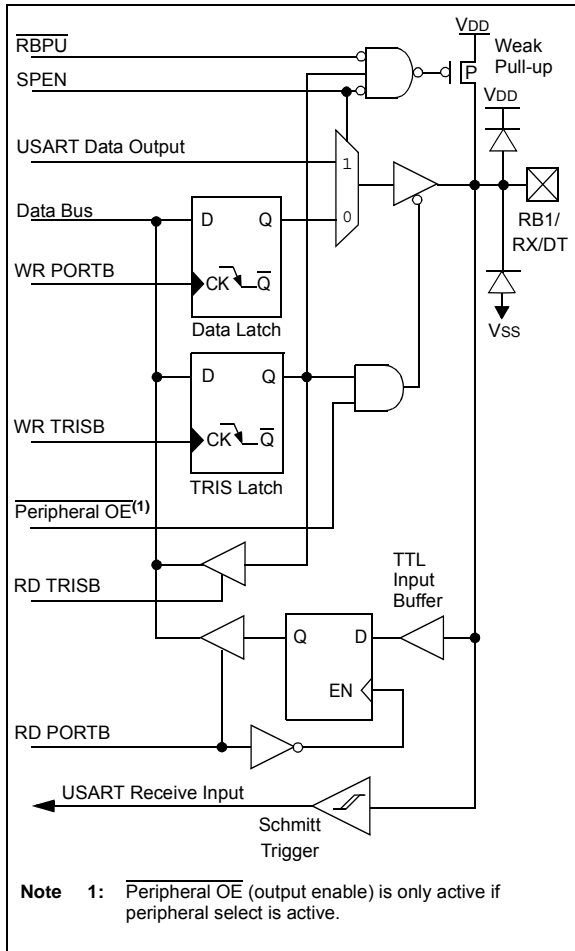 VDD
RBPU
Weak
Pull-up
P
SPEN
VDD
USART Data Output
1
Data Bus
D
Q
0
RB1/
RX/DT
WR PORTB
CK
Q
Data Latch
VSS
D
Q
WR TRISB
CK
Q
TRIS Latch
Peripheral OE(1)
TTL
Input
Buffer
RD TRISB
Q
D
EN
RD PORTB
USART Receive Input
Schmitt
Trigger
Note 1: Peripheral OE (output enable) is only active if
peripheral select is active.